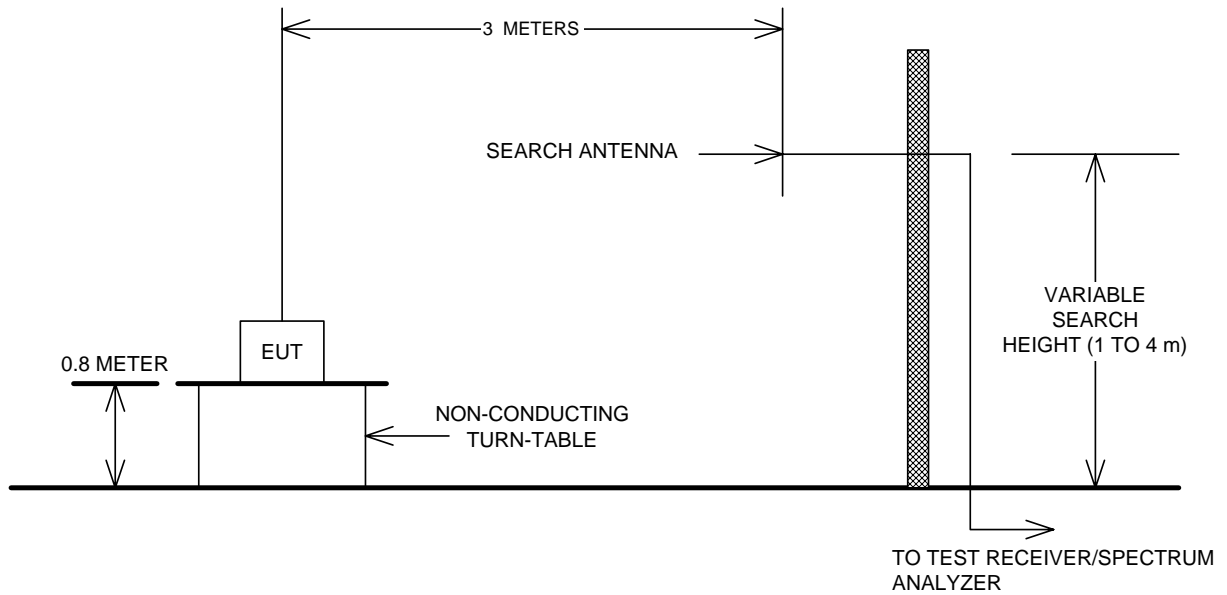 3 METERS
SEARCH ANTENNA
VARIABLE
SEARCH
HEIGHT (1 TO 4 m)
EUT
0.8 METER
NON-CONDUCTING
TURN-TABLE
TO TEST RECEIVER/SPECTRUM
ANALYZER